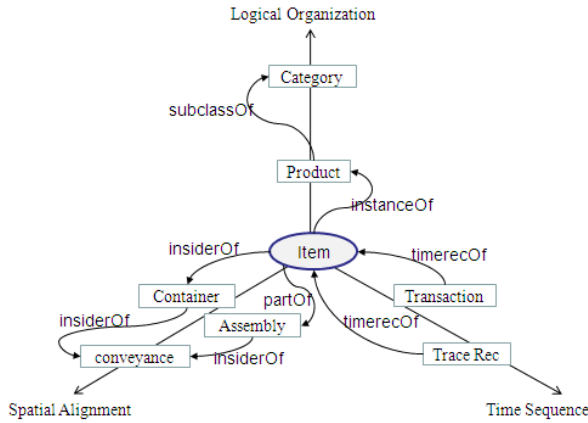 Logical Organization
Category
subclassOf
Product
instanceOf
Item
insiderOf
timerecOf
Container
partOf
Transaction
insiderOf
Assembly
timerecOf
conveyance
insiderOf
Trace Rec
Spatial Alignment
Time Sequence